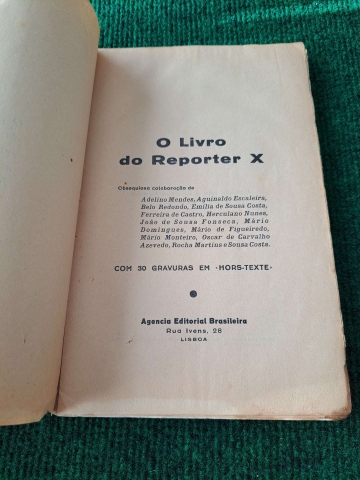 O Livro
do Reporter X
Obsequiosa colaboração de
Adelino Mendes, Aguinaldo Escaleira,
Belo Redondo, Emília de Sousa Costa,
Ferreira de Castro, Herculano Nunes,
João de Sousa Fonseca, Mário
Domingues, Mário de Figueiredo,
Mário Monteiro, Oscar de Carvalho
Azevedo, Rocha Martins e Sousa Costa.
COM 30 GRAVURAS EM «HORS-TEXTE»
Agencia Editorial Brasileira
Rua Ivens, 28
LISBOA